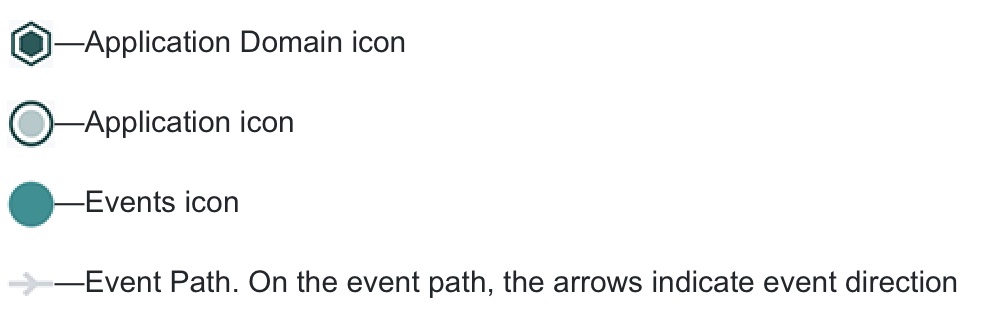 —Application Domain icon
—Application icon
—Events icon
—Event Path. On the event path, the arrows indicate event direction